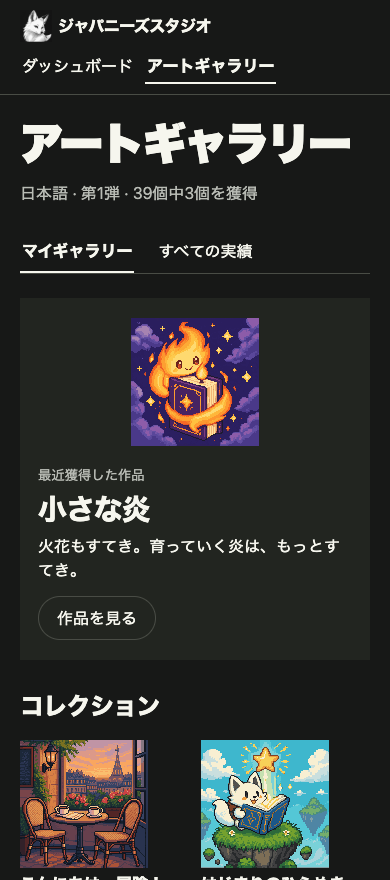 ジャパニーズスタジオ
ダッシュボード アートギャラリー
アートギャラリー
日本語 · 第1弾 · 39個中3個を獲得
マイギャラリー すべての実績
最近獲得した作品
小さな炎
火花もすてき。育っていく炎は、もっとす
てき。
作品を見る
コレクション